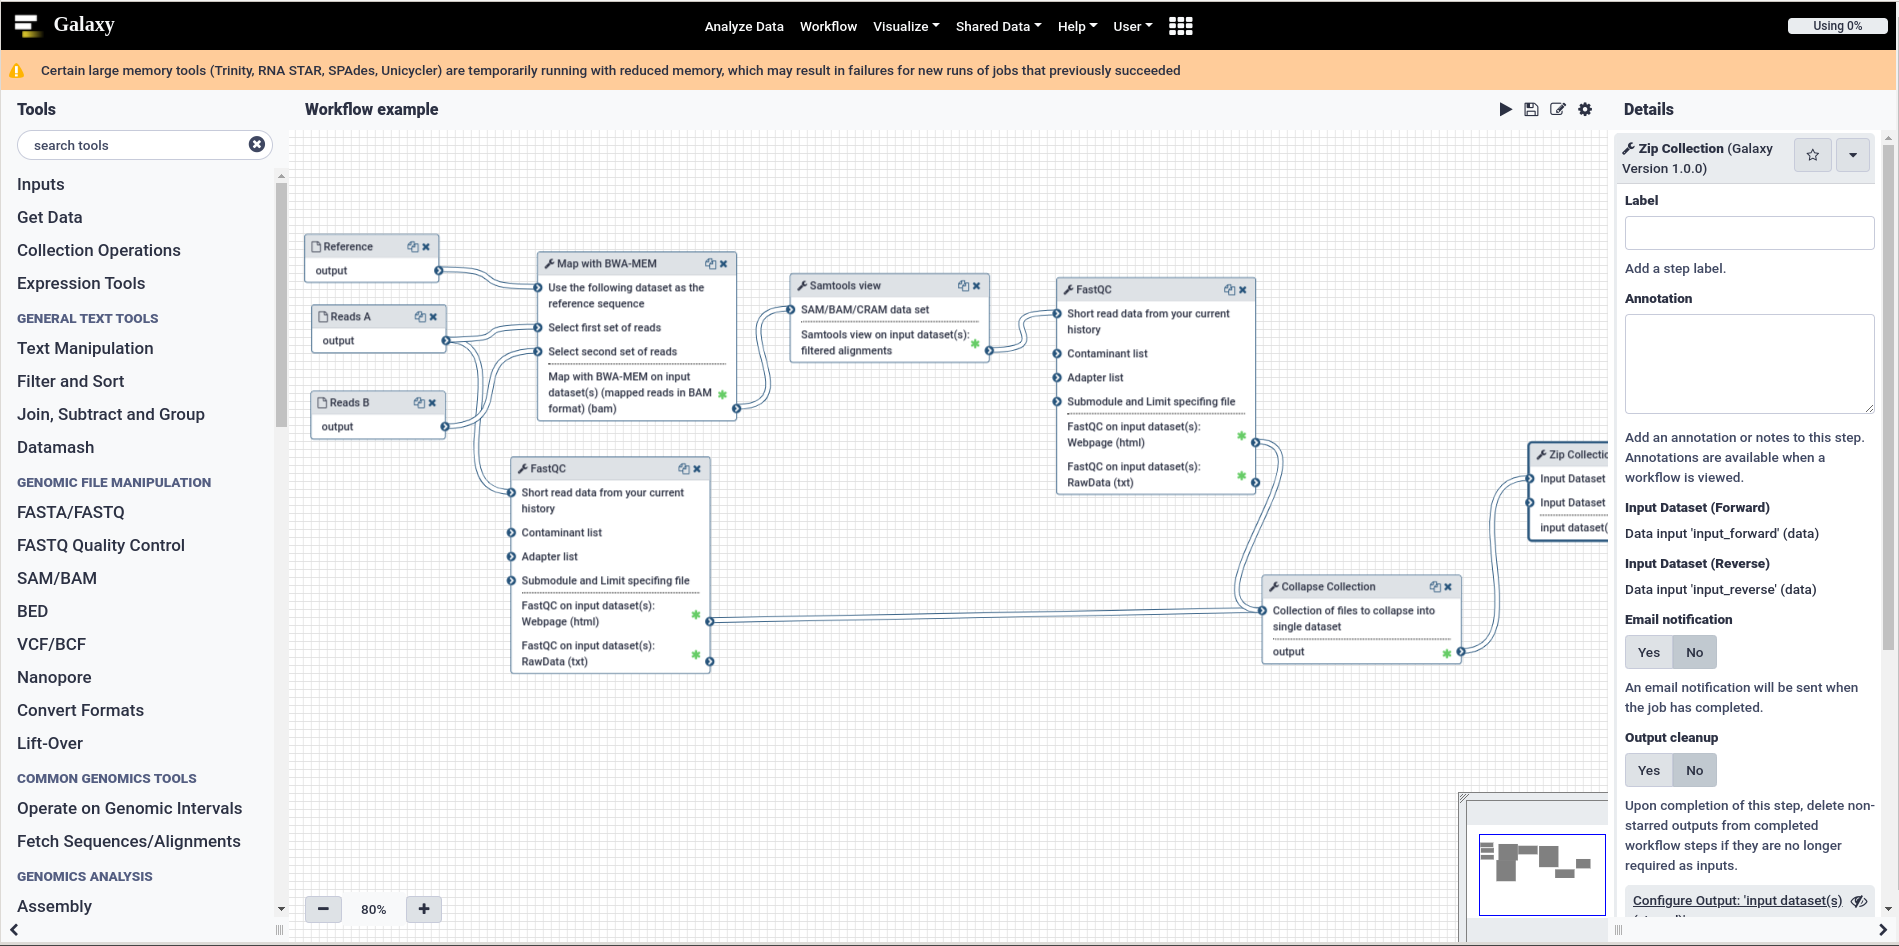 Galaxy
Analyze Data
Workflow
Visualize
Shared Data
Help
User
Using 0%
Certain large memory tools (Trinity, RNA STAR, SPAdes, Unicycler) are temporarily running with reduced memory, which may result in failures for new runs of jobs that previously succeeded
Tools
search tools
Inputs
Get Data
Collection Operations
Expression Tools
GENERAL TEXT TOOLS
Text Manipulation
Filter and Sort
Join, Subtract and Group
Datamash
GENOMIC FILE MANIPULATION
FASTA/FASTQ
FASTQ Quality Control
SAM/BAM
BED
VCF/BCF
Nanopore
Convert Formats
Lift-Over
COMMON GENOMICS TOOLS
Operate on Genomic Intervals
Fetch Sequences/Alignments
GENOMICS ANALYSIS
Assembly
Workflow example
Reference
output
Reads A
output
Reads B
output
Map with BWA-MEM
Use the following dataset as the
reference sequence
Select first set of reads
Select second set of reads
Map with BWA-MEM on input
dataset(s) (mapped reads in BAM
format) (bam)
FastQC
Short read data from your current
history
Contaminant list
Adapter list
Submodule and Limit specifing file
FastQC on input dataset(s):
Webpage (html)
FastQC on input dataset(s):
RawData (txt)
Samtools view
SAM/BAM/CRAM data set
Samtools view on input dataset(s):
filtered alignments
FastQC
Short read data from your current
history
Contaminant list
Adapter list
Submodule and Limit specifing file
FastQC on input dataset(s):
Webpage (html)
FastQC on input dataset(s):
RawData (txt)
Collapse Collection
Collection of files to collapse into
single dataset
output
Zip Collectio
Input Dataset
Input Dataset
input dataset(
80%
Details
Zip Collection (Galaxy
Version 1.0.0)
Label
Add a step label.
Annotation
Add an annotation or notes to this step.
Annotations are available when a
workflow is viewed.
Input Dataset (Forward)
Data input 'input_forward' (data)
Input Dataset (Reverse)
Data input 'input_reverse' (data)
Email notification
Yes No
An email notification will be sent when
the job has completed.
Output cleanup
Yes No
Upon completion of this step, delete non-
starred outputs from completed
workflow steps if they are no longer
required as inputs.
Configure Output: 'input dataset(s)